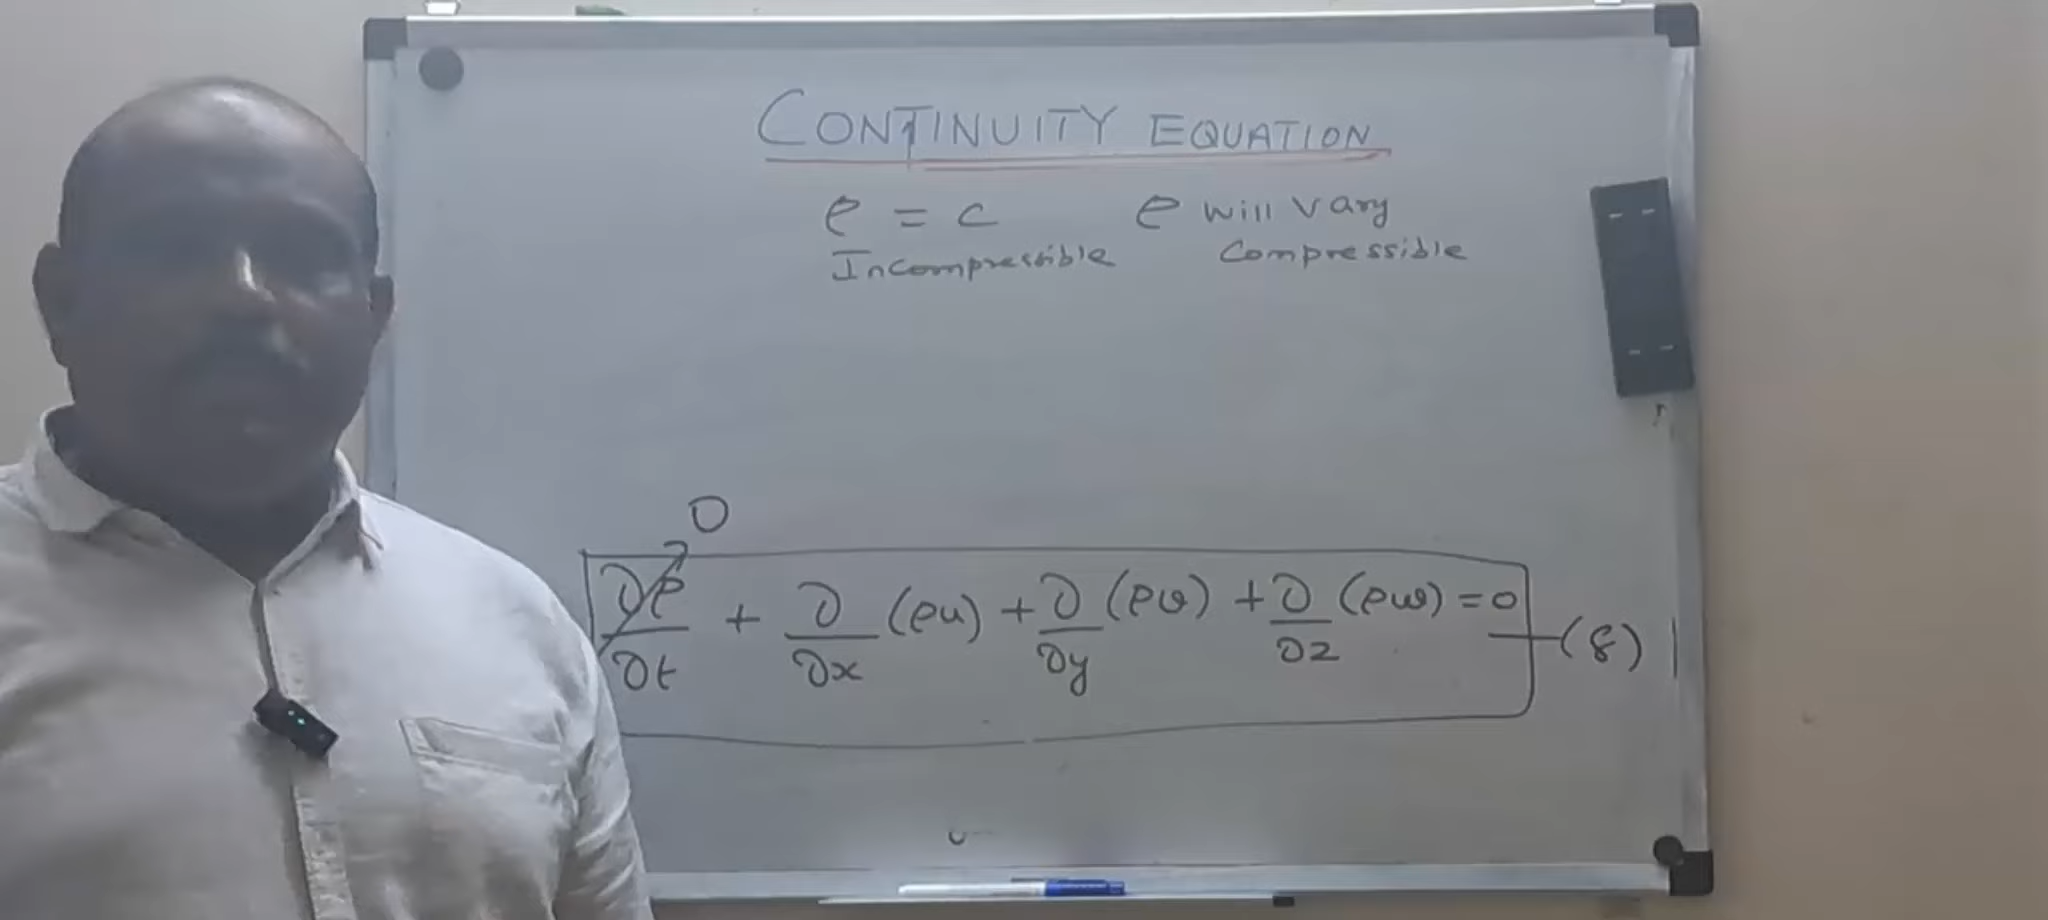 CONTINUITY EQUATION
ρ = c ρ will vary
Incompressible Compressible
0
∂ρ/∂t + ∂/∂x (ρu) + ∂/∂y (ρv) + ∂/∂z (ρw) = 0 —(8)